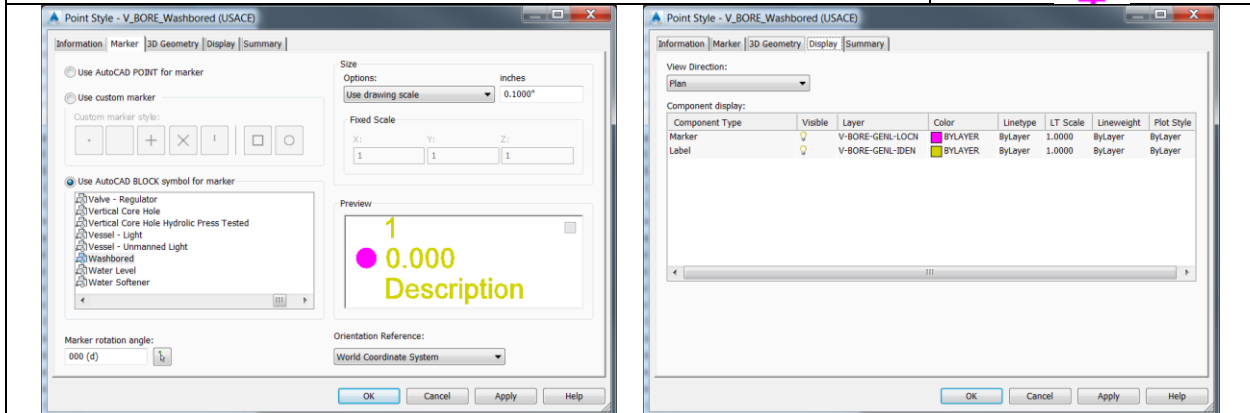 Point Style - V_BORE_Washbored (USACE)
Information Marker 3D Geometry Display Summary
Use AutoCAD POINT for marker
Use custom marker
Custom marker style:
Use AutoCAD BLOCK symbol for marker
Valve - Regulator
Vertical Core Hole
Vertical Core Hole Hydrolic Press Tested
Vessel - Light
Vessel - Unmanned Light
Washbored
Water Level
Water Softener
Marker rotation angle:
000 (d)
Size
Options: inches
Use drawing scale 0.1000"
Fixed Scale
X: Y: Z:
1 1 1
Preview
1
0.000
Description
Orientation Reference:
World Coordinate System
OK Cancel Apply Help
Point Style - V_BORE_Washbored (USACE)
Information Marker 3D Geometry Display Summary
View Direction:
Plan
Component display:
Component Type Visible Layer Color Linetype LT Scale Lineweight Plot Style
Marker V-BORE-GENL-LOCN BYLAYER ByLayer 1.0000 ByLayer ByLayer
Label V-BORE-GENL-IDEN BYLAYER ByLayer 1.0000 ByLayer ByLayer
OK Cancel Apply Help